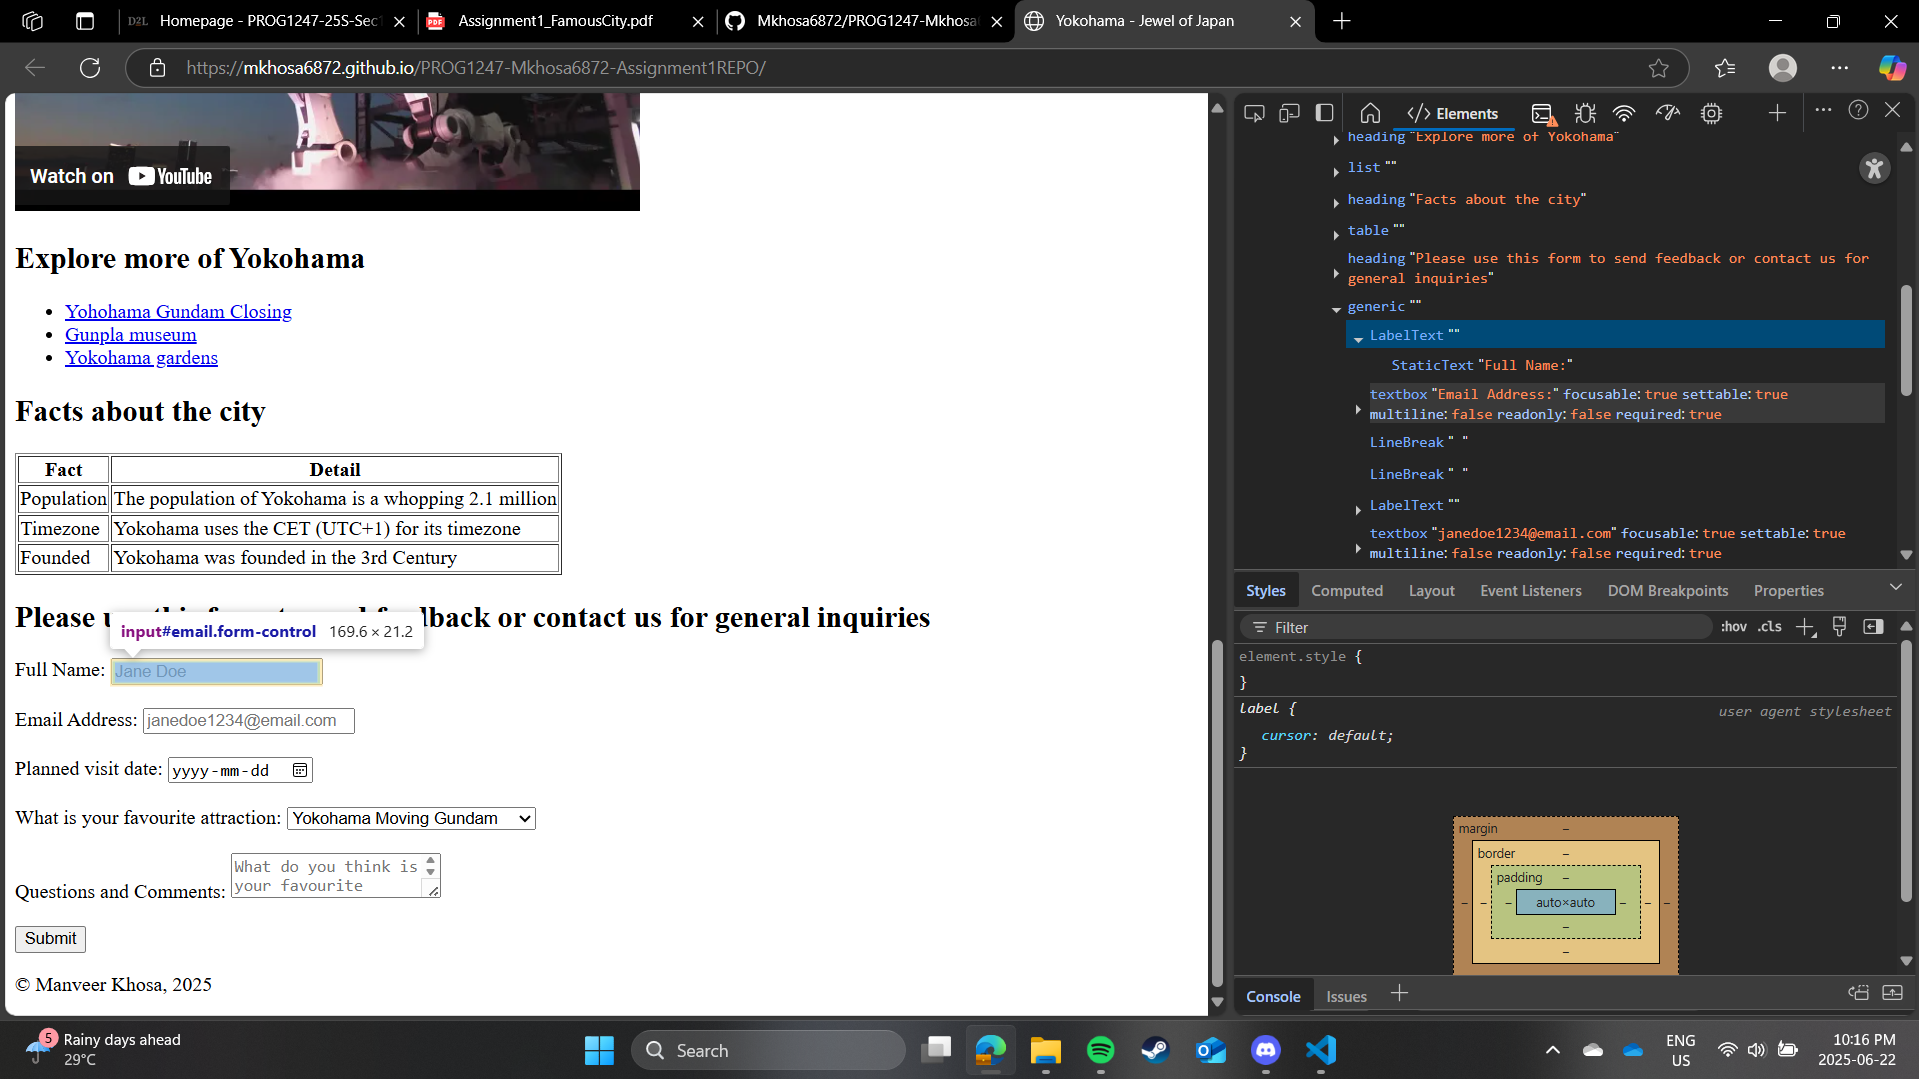 Homepage - PROG1247-25S-Sec1
Assignment1_FamousCity.pdf
Mkhosa6872/PROG1247-Mkhosa
Yokohama - Jewel of Japan
https://mkhosa6872.github.io/PROG1247-Mkhosa6872-Assignment1REPO/
Watch on YouTube
Explore more of Yokohama
Yohohama Gundam Closing
Gunpla museum
Yokohama gardens
Facts about the city
Fact Detail
Population The population of Yokohama is a whopping 2.1 million
Timezone Yokohama uses the CET (UTC+1) for its timezone
Founded Yokohama was founded in the 3rd Century
Please u dback or contact us for general inquiries
input#email.form-control 169.6 × 21.2
Full Name: Jane Doe
Email Address: janedoe1234@email.com
Planned visit date: yyyy-mm-dd
What is your favourite attraction: Yokohama Moving Gundam
Questions and Comments: What do you think is
your favourite
Submit
© Manveer Khosa, 2025
Elements
heading "Explore more of Yokohama"
list ""
heading "Facts about the city"
table ""
heading "Please use this form to send feedback or contact us for
general inquiries"
generic ""
LabelText ""
StaticText "Full Name:"
textbox "Email Address:" focusable: true settable: true
multiline: false readonly: false required: true
LineBreak " "
LineBreak " "
LabelText ""
textbox "janedoe1234@email.com" focusable: true settable: true
multiline: false readonly: false required: true
Styles Computed Layout Event Listeners DOM Breakpoints Properties
Filter :hov .cls
element.style {
}
label { user agent stylesheet
cursor: default;
}
margin –
border –
padding –
– – – auto×auto – – –
–
–
Console Issues
5 Rainy days ahead
29°C
Search
ENG
US
10:16 PM
2025-06-22